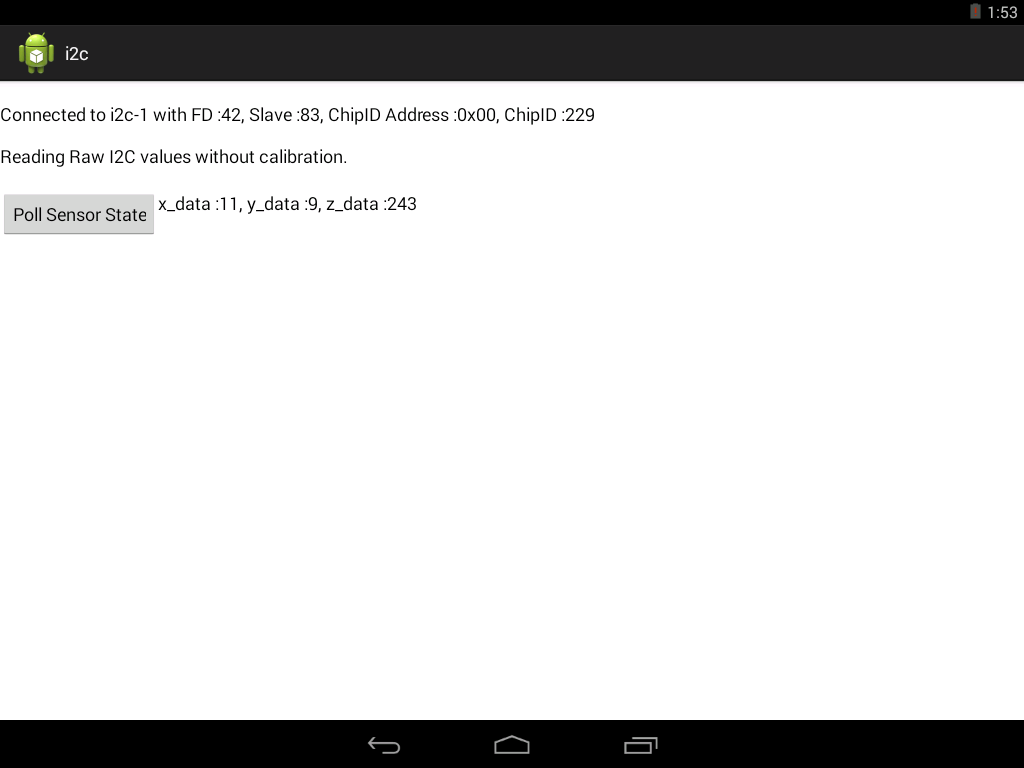 1:53
i2c
Connected to i2c-1 with FD :42, Slave :83, ChipID Address :0x00, ChipID :229
Reading Raw I2C values without calibration.
Poll Sensor State
x_data :11, y_data :9, z_data :243